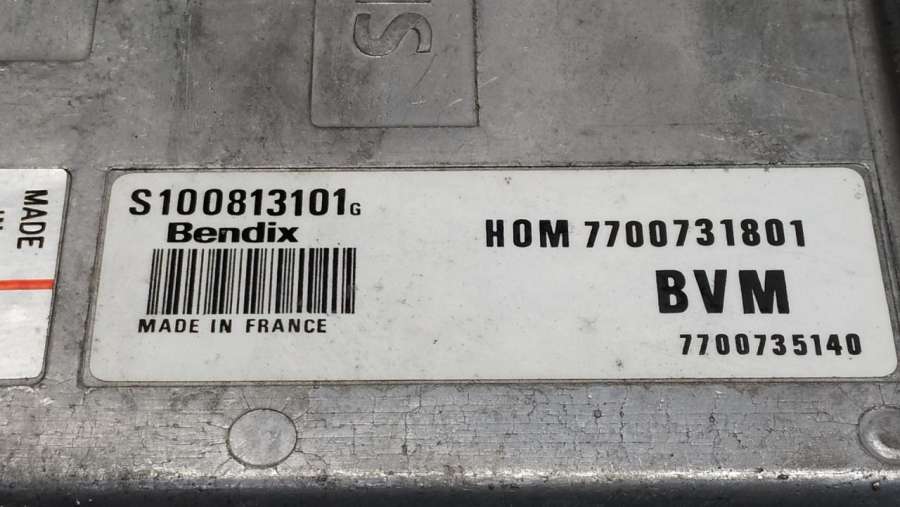 MADE
S100813101G
Bendix
MADE IN FRANCE
HOM 7700731801
BVM
7700735140